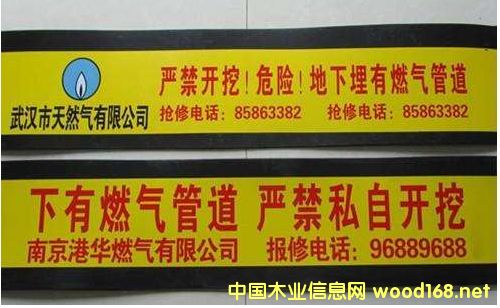 严禁开挖!危险!地下埋有燃气管道
武汉市天然气有限公司 抢修电话:85863382 抢修电话:85863382
下有燃气管道 严禁私自开挖
南京港华燃气有限公司 报修电话:96889688
中国木业信息网 wood168.net